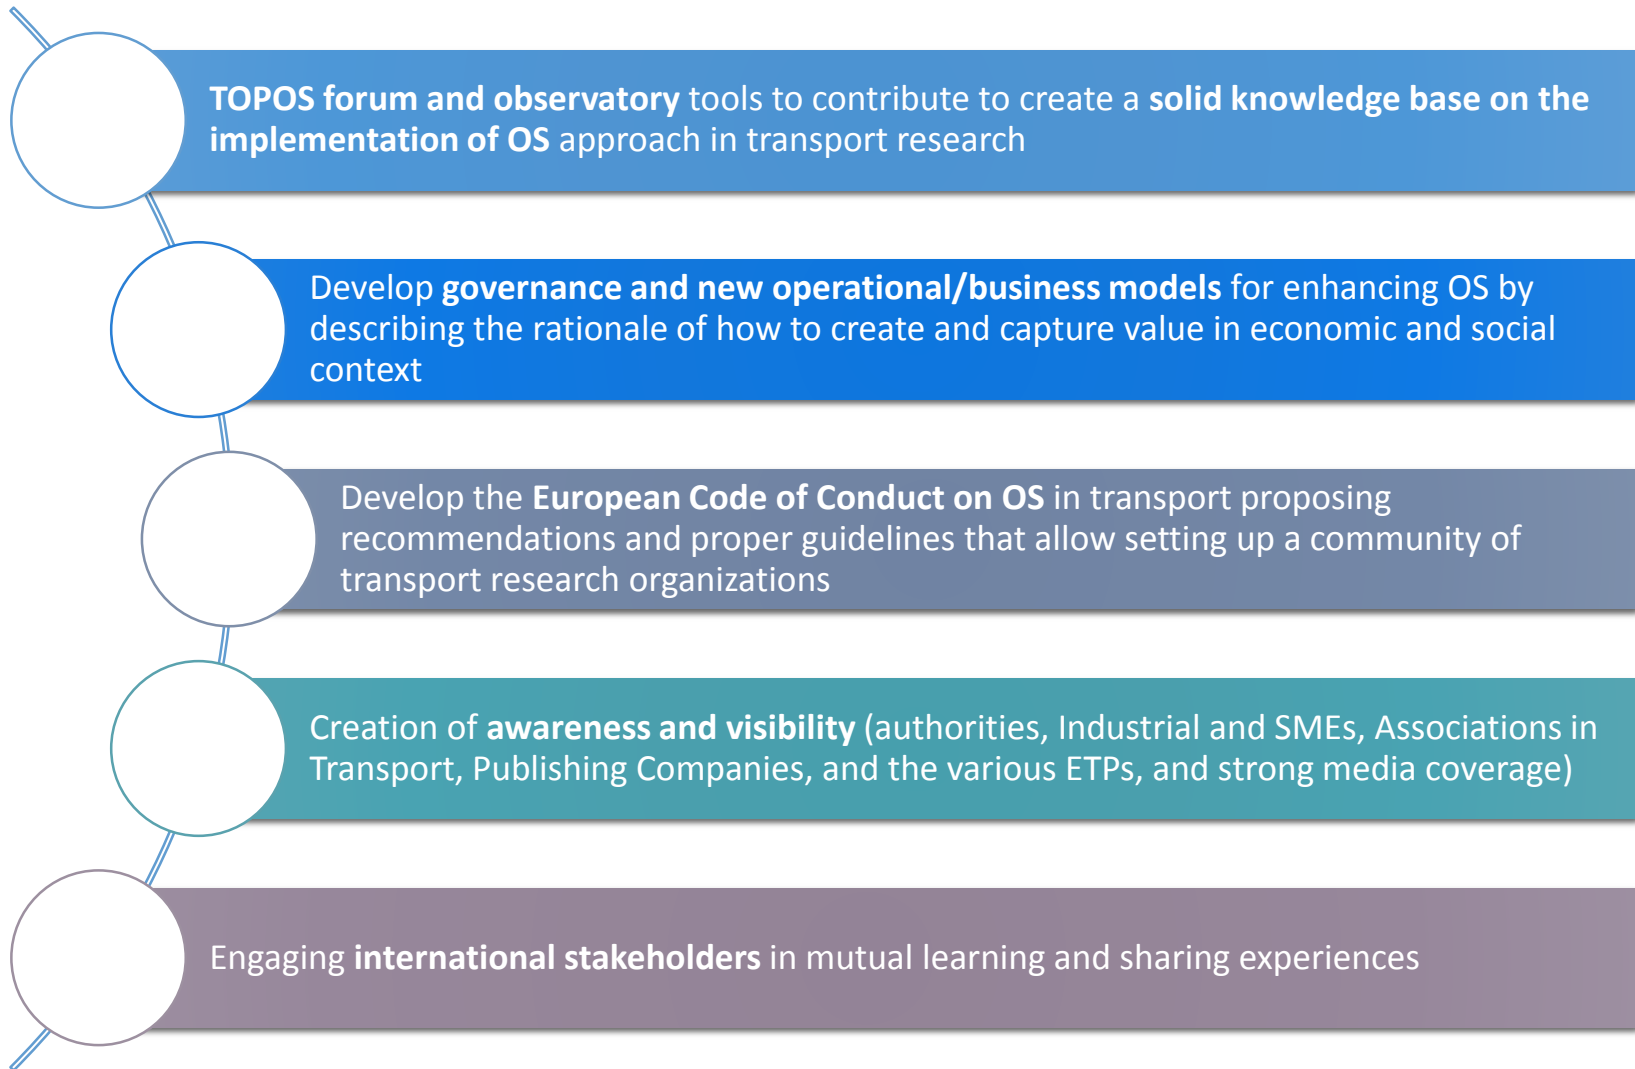 TOPOS forum and observatory tools to contribute to create a solid knowledge base on the
implementation of OS approach in transport research
Develop governance and new operational/business models for enhancing OS by
describing the rationale of how to create and capture value in economic and social
context
Develop the European Code of Conduct on OS in transport proposing
recommendations and proper guidelines that allow setting up a community of
transport research organizations
Creation of awareness and visibility (authorities, Industrial and SMEs, Associations in
Transport, Publishing Companies, and the various ETPs, and strong media coverage)
Engaging international stakeholders in mutual learning and sharing experiences